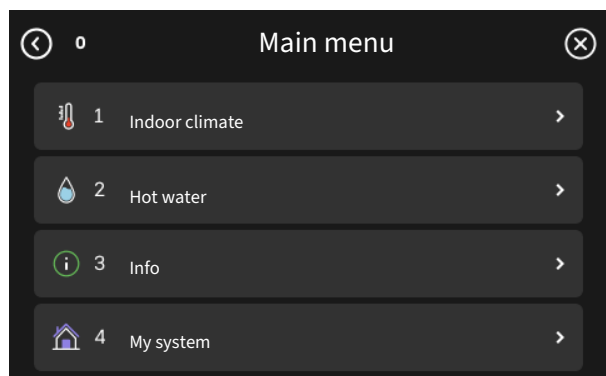 0 Main menu
1 Indoor climate
2 Hot water
3 Info
4 My system